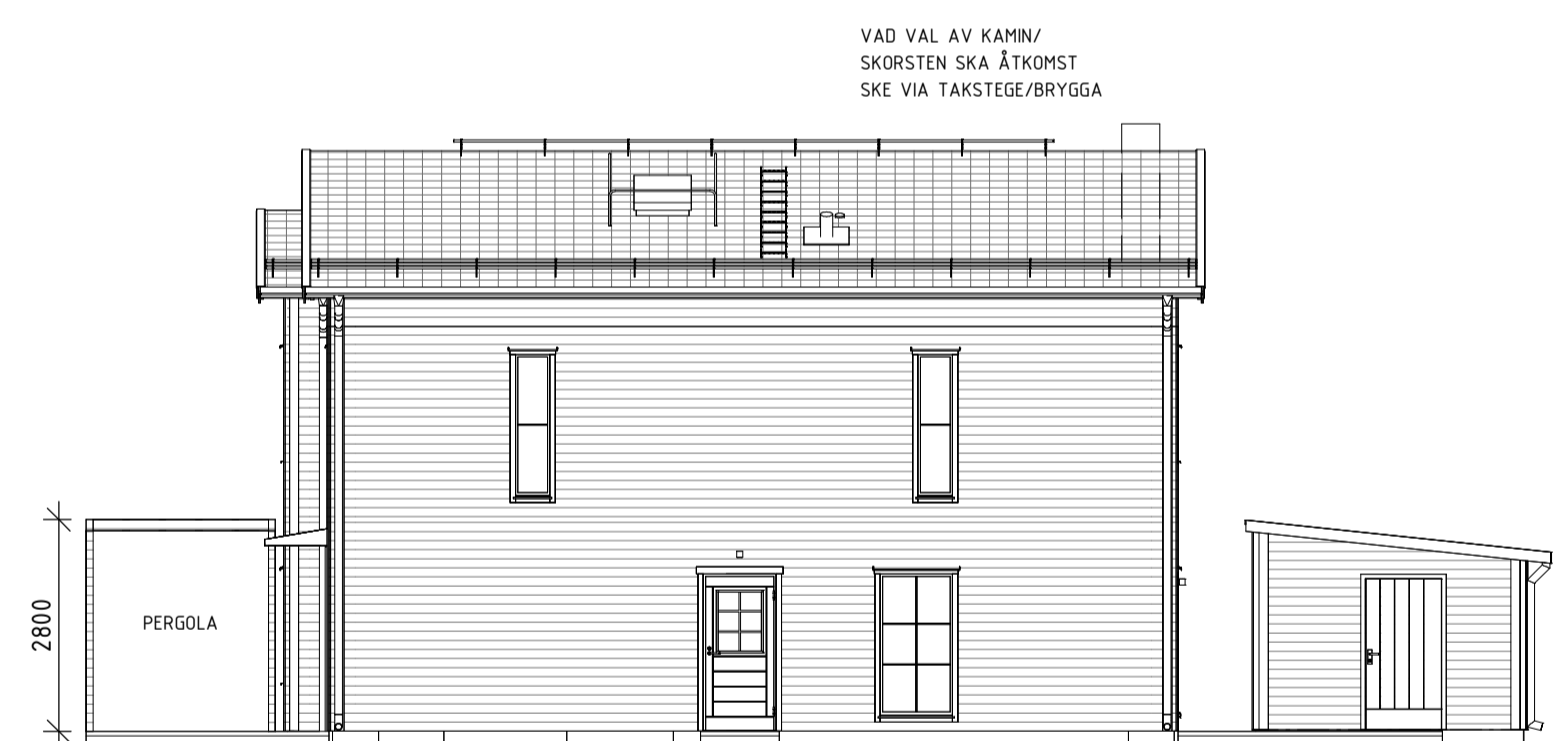 VAD VAL AV KAMIN/
SKORSTEN SKA ÅTKOMST
SKE VIA TAKSTEGE/BRYGGA
2800
PERGOLA